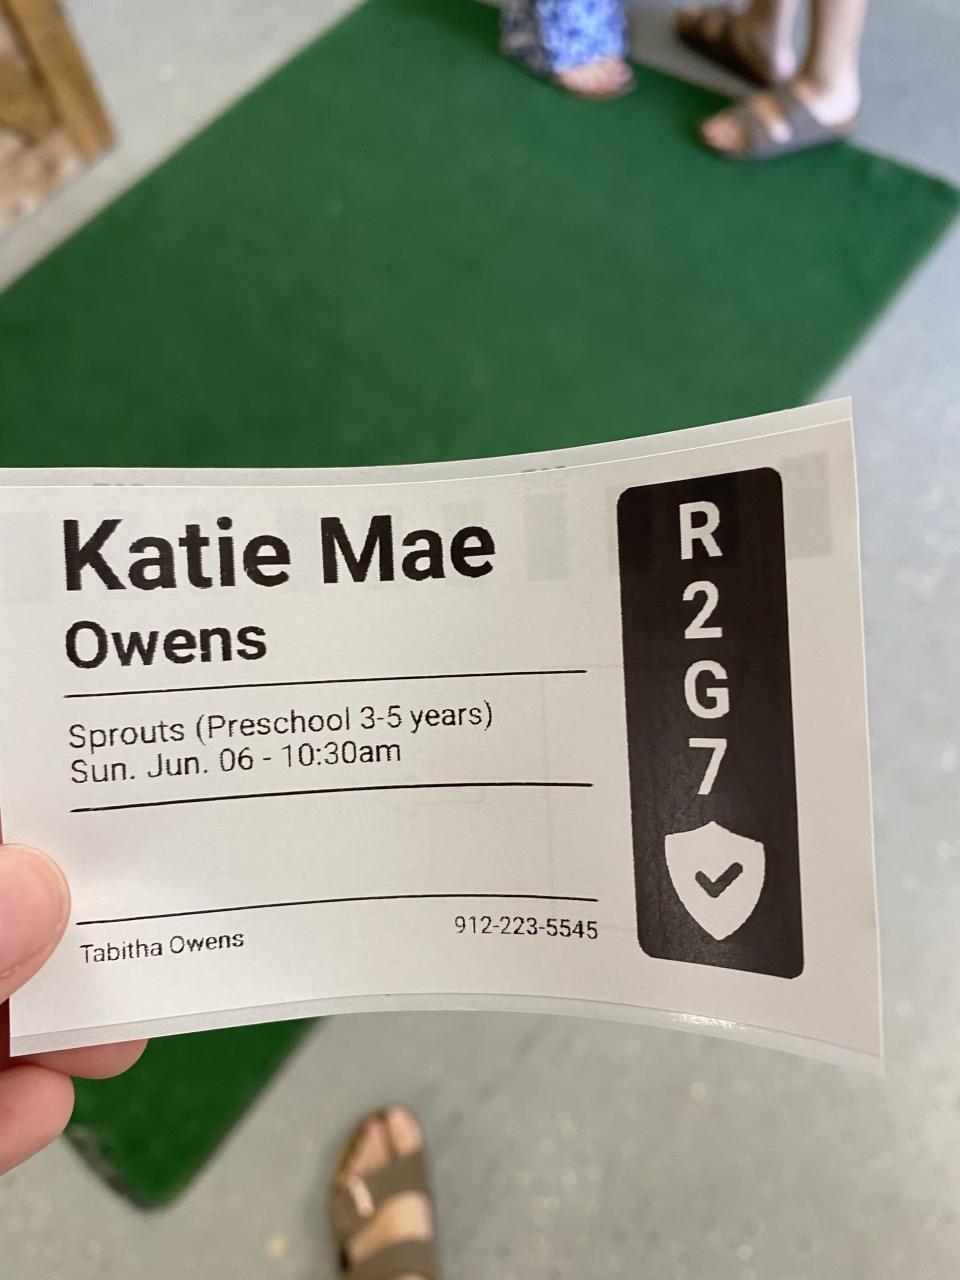 Katie Mae
Owens
Sprouts (Preschool 3-5 years)
Sun. Jun. 06 - 10:30am
Tabitha Owens
912-223-5545
R
2
G
7